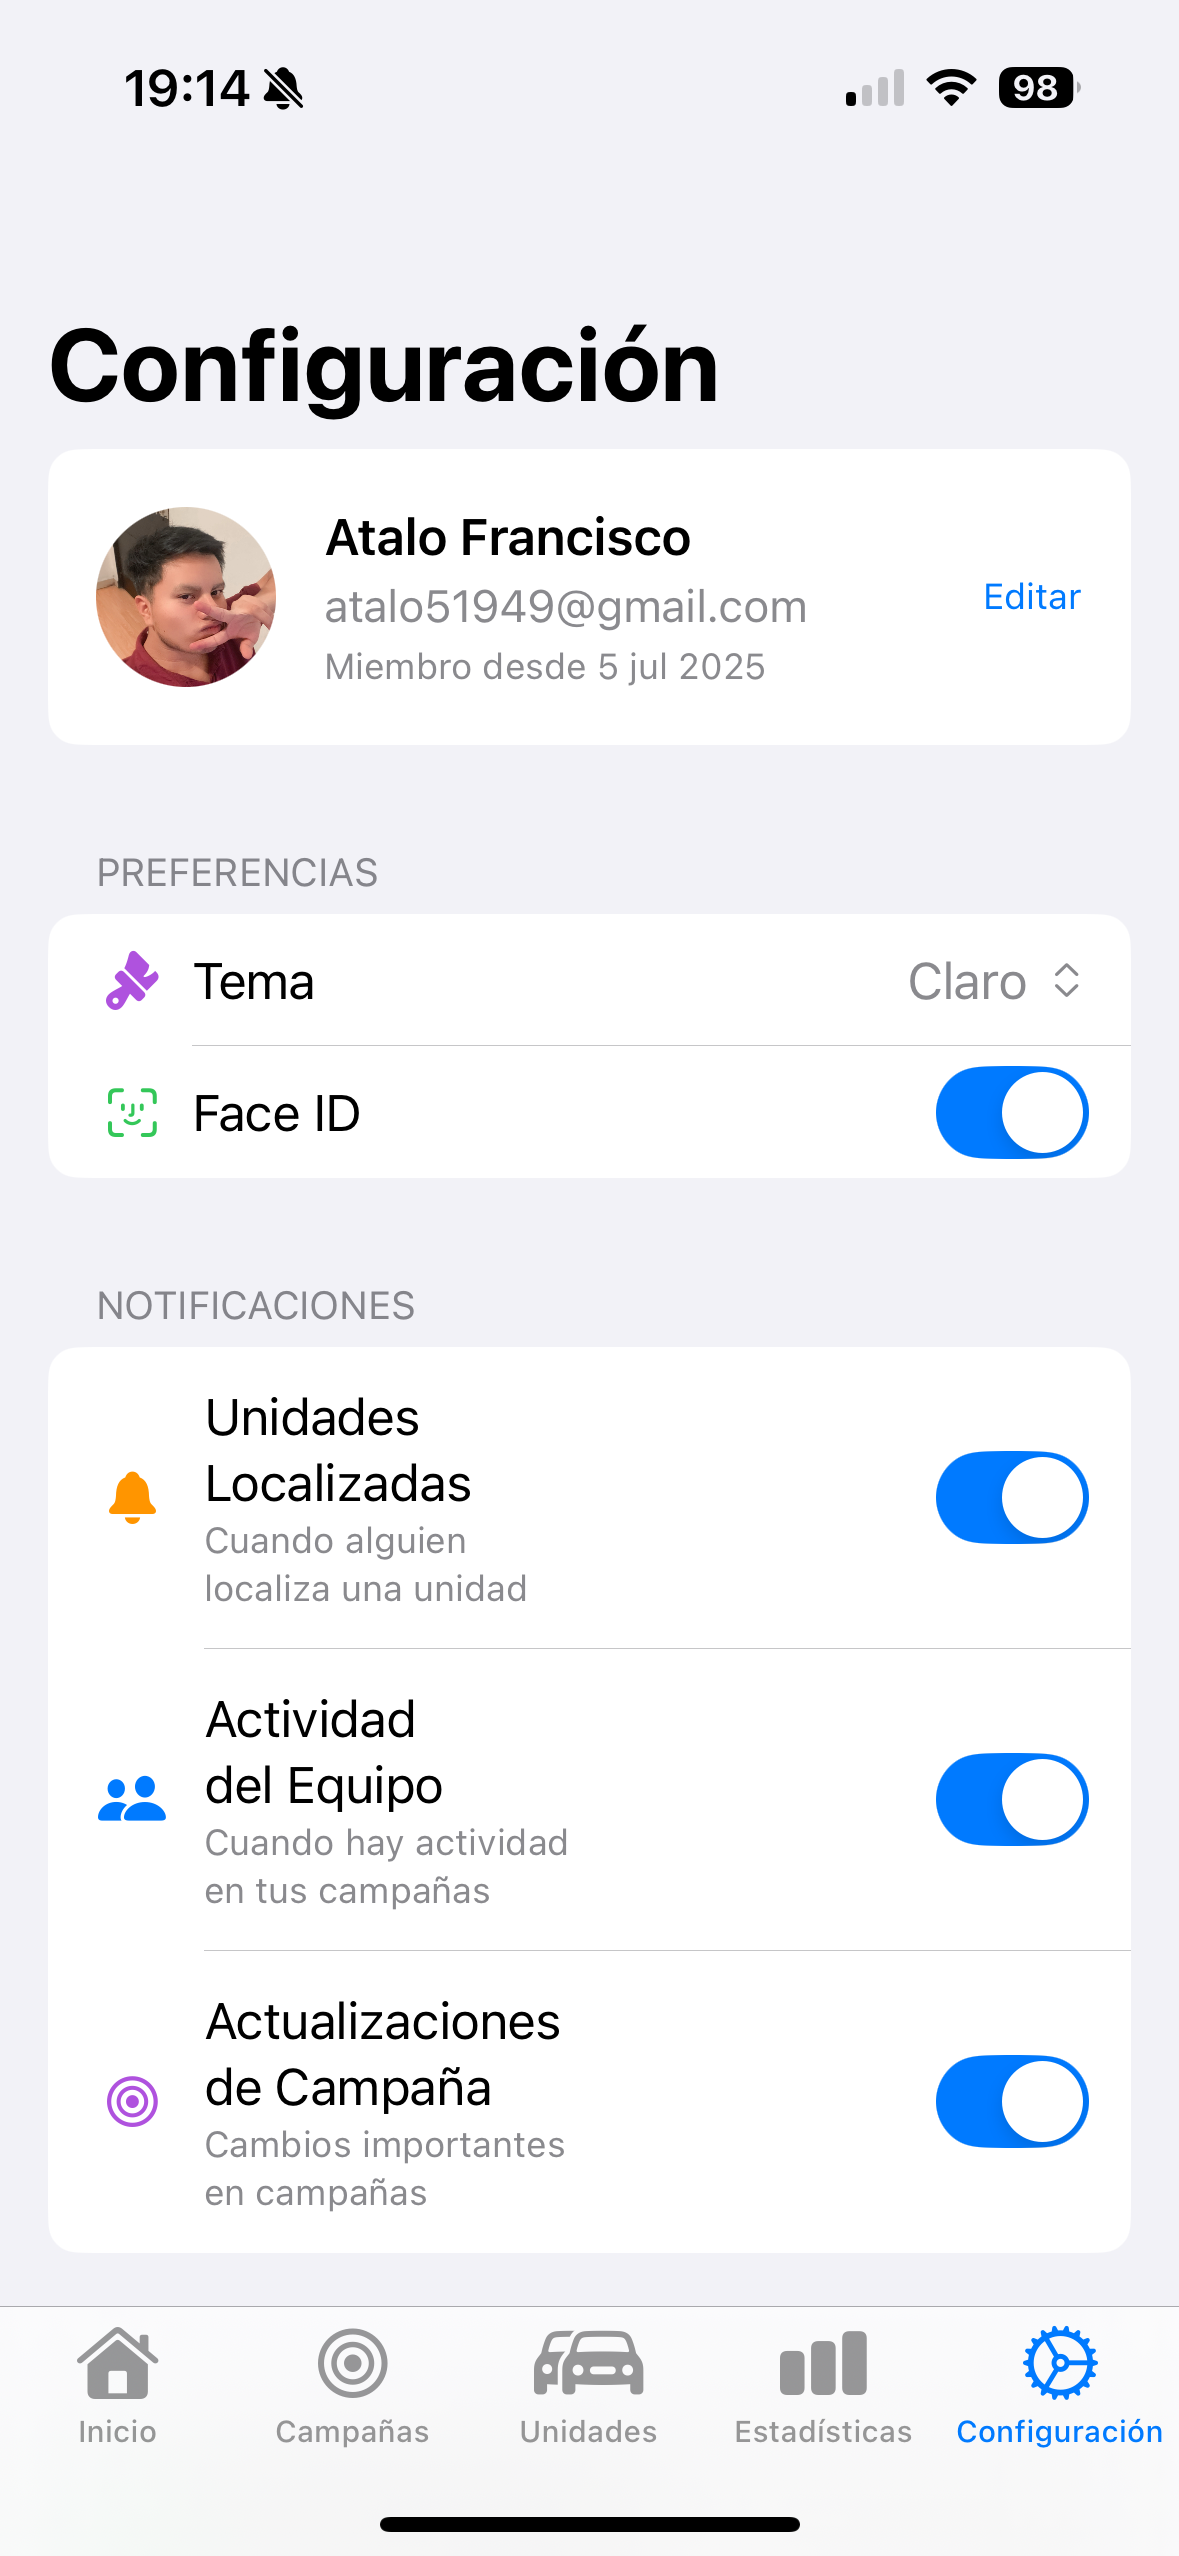 19:14
98
Configuración
Atalo Francisco
atalo51949@gmail.com
Miembro desde 5 jul 2025
Editar
PREFERENCIAS
Tema
Claro
Face ID
NOTIFICACIONES
Unidades
Localizadas
Cuando alguien
localiza una unidad
Actividad
del Equipo
Cuando hay actividad
en tus campañas
Actualizaciones
de Campaña
Cambios importantes
en campañas
Inicio
Campañas
Unidades
Estadísticas
Configuración